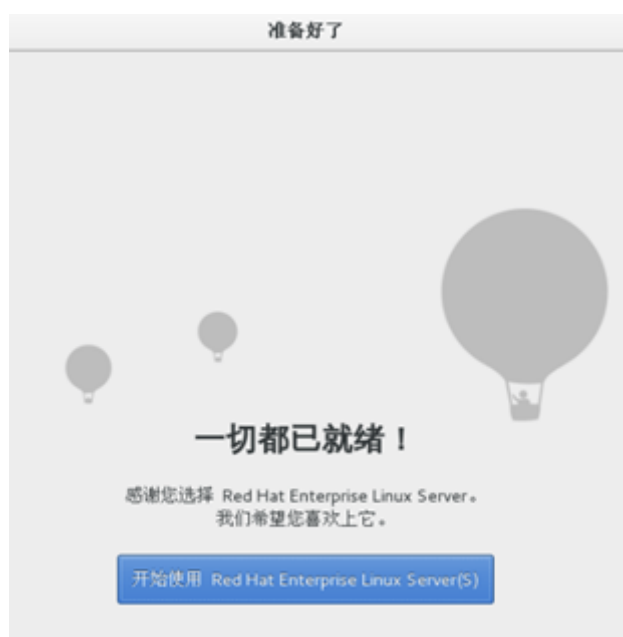 准备好了
一切都已就绪！
感谢您选择 Red Hat Enterprise Linux Server。
我们希望您喜欢上它。
开始使用 Red Hat Enterprise Linux Server(S)